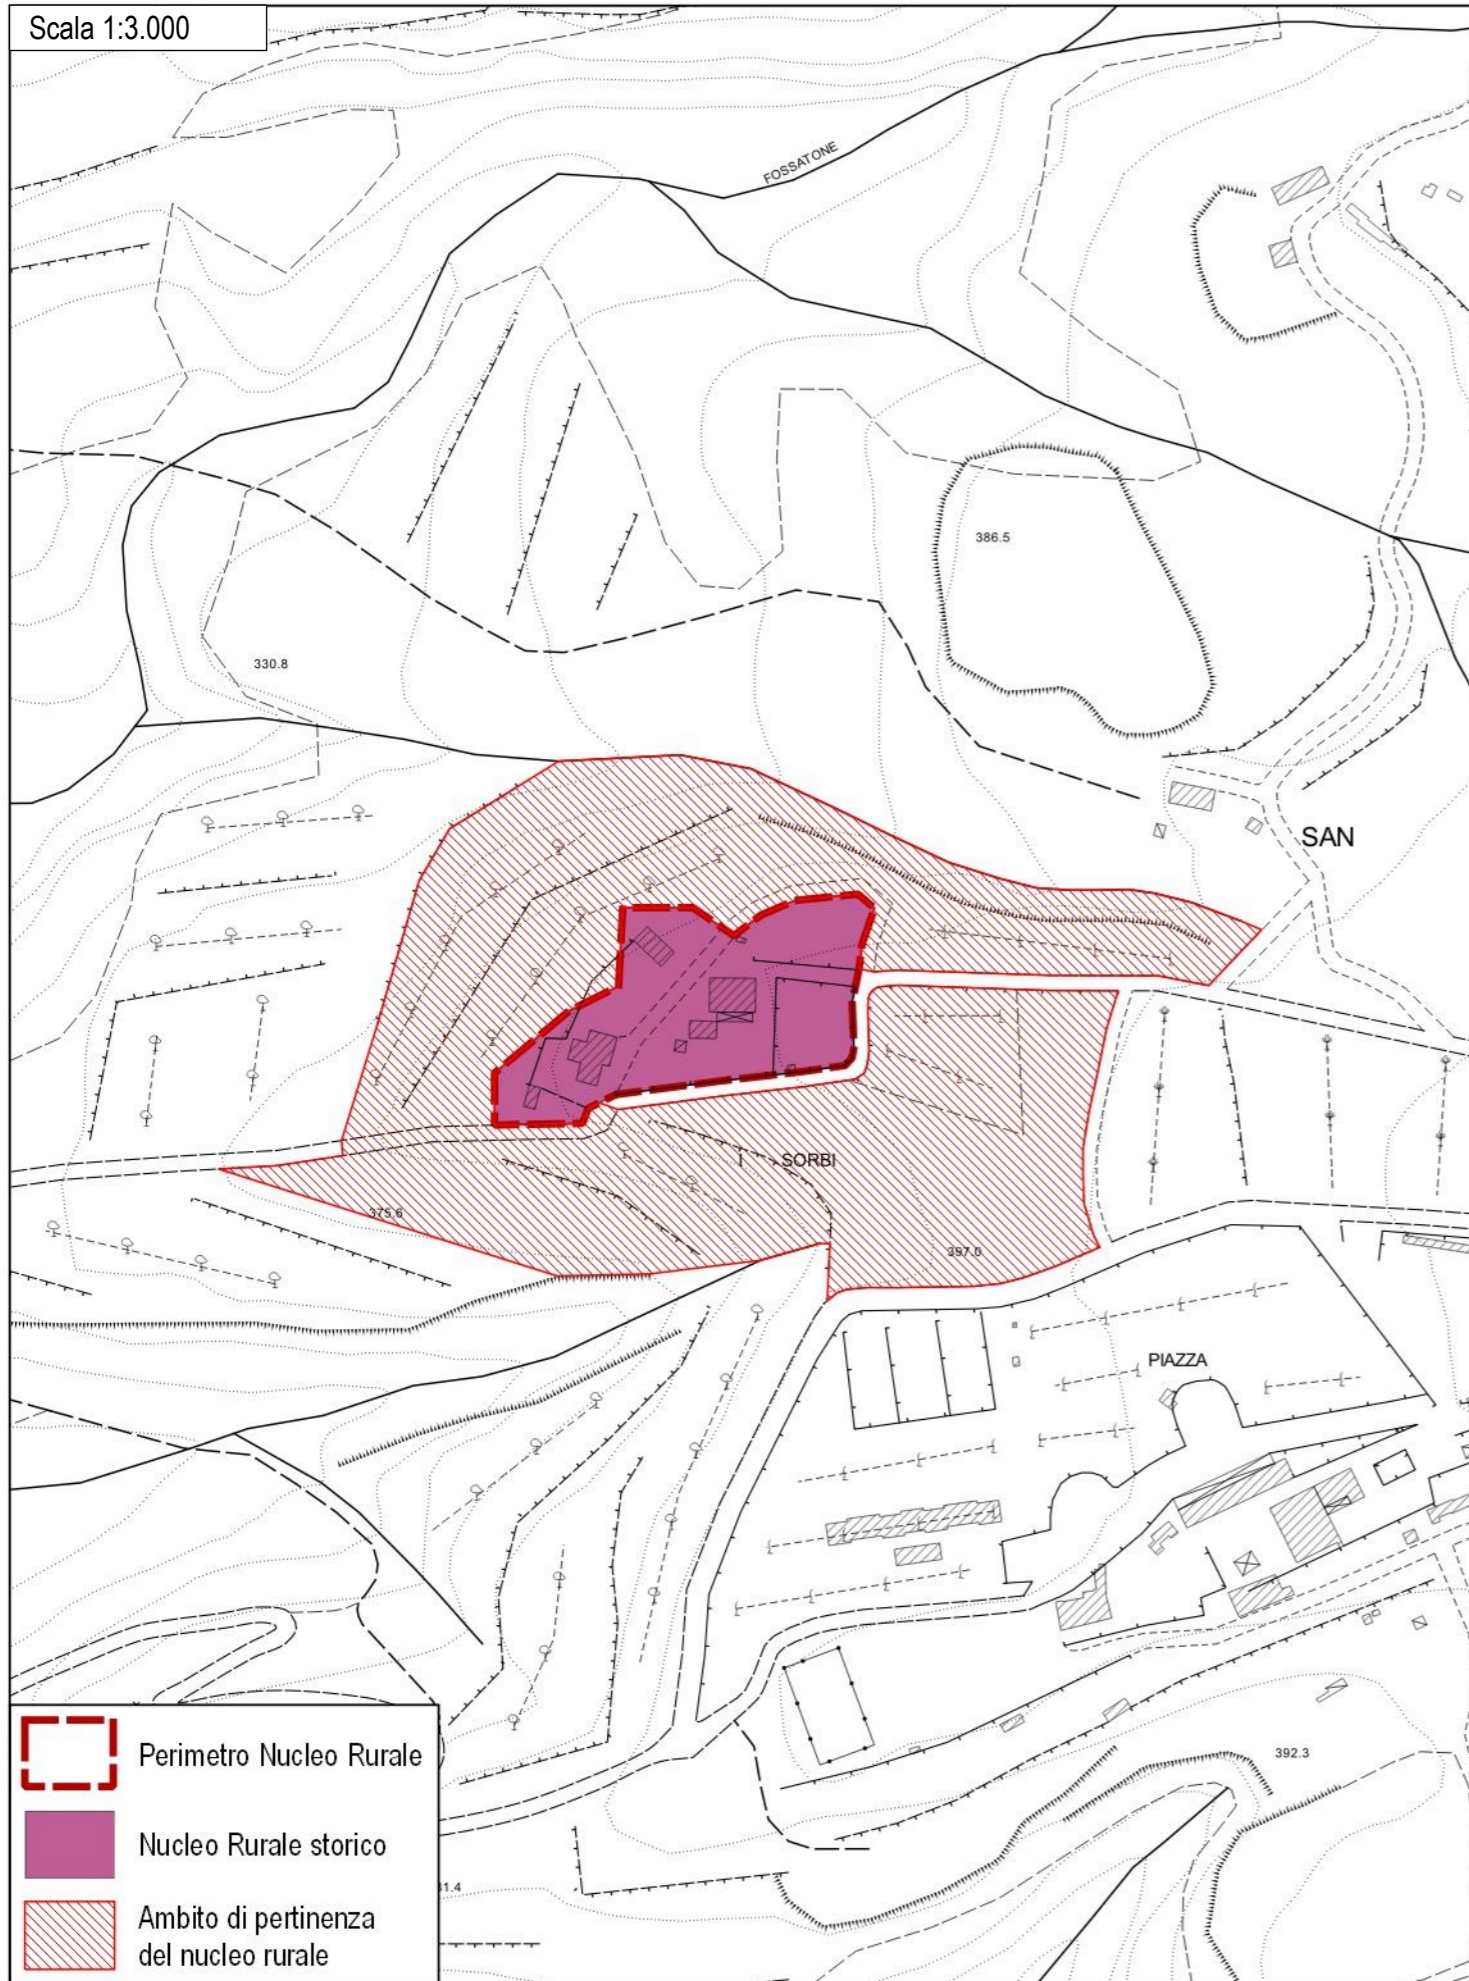 Scala 1:3.000
FOSSATONE
386.5
330.8
SAN
I SORBI
375.6
397.0
PIAZZA
392.3
Perimetro Nucleo Rurale
Nucleo Rurale storico
Ambito di pertinenza
del nucleo rurale